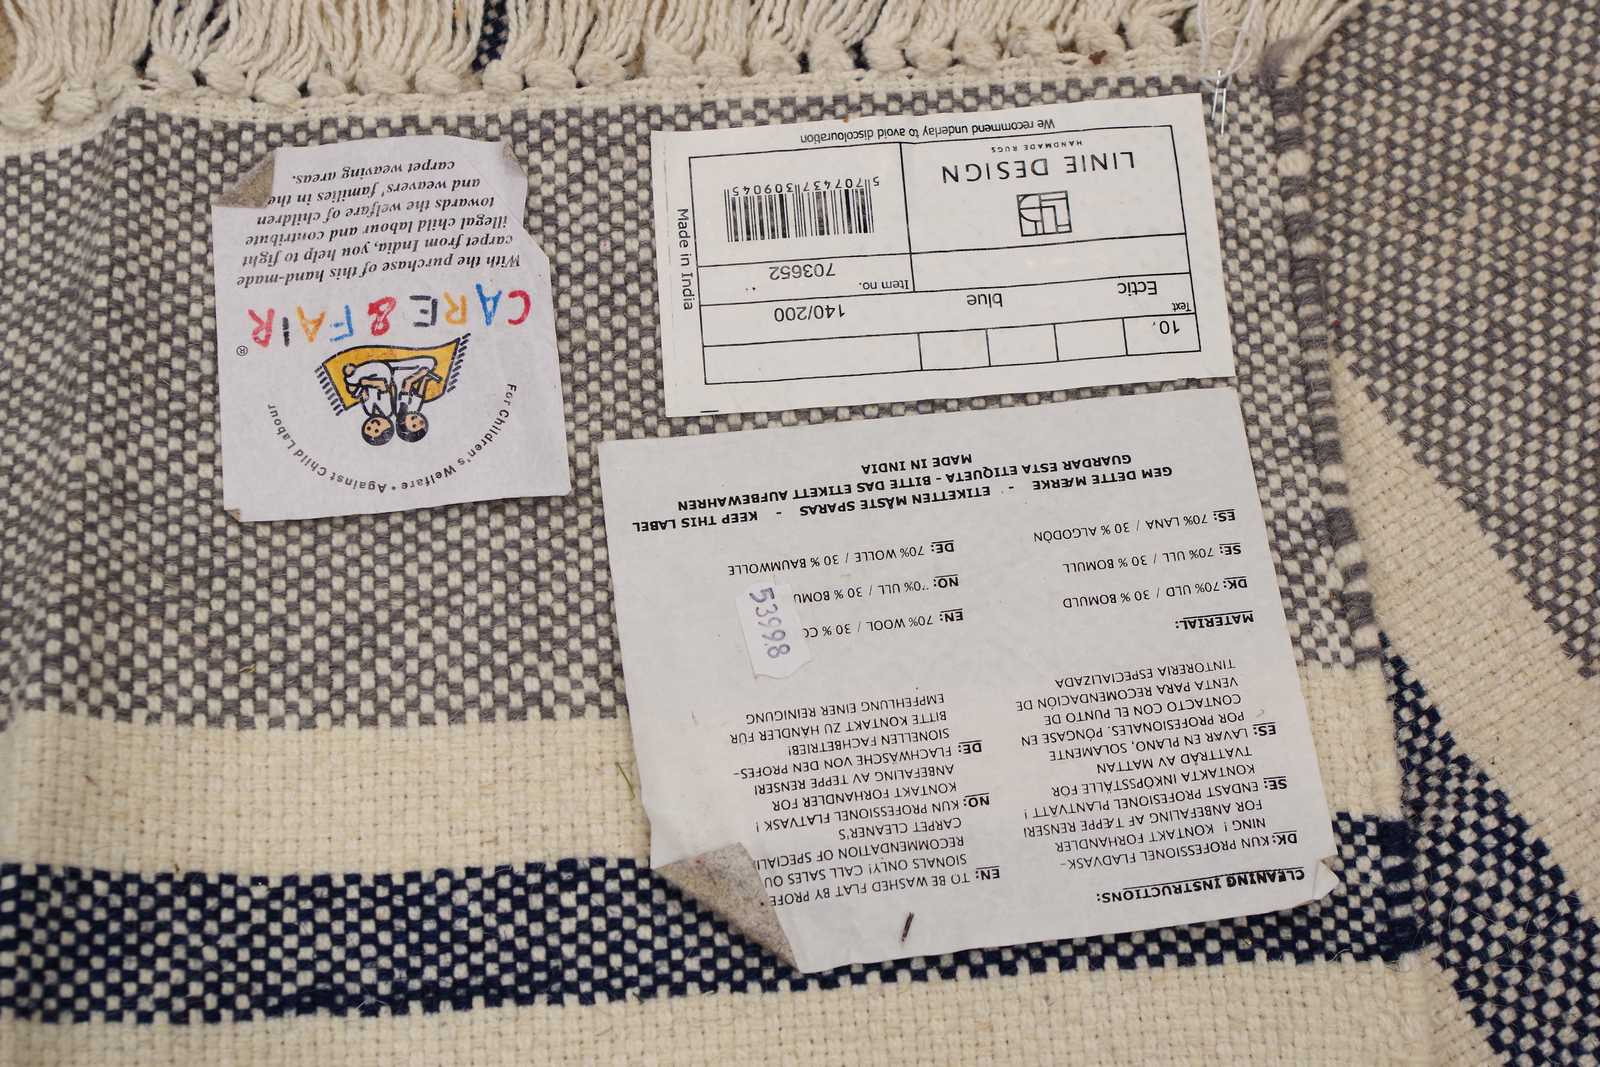 CLEANING INSTRUCTIONS:
DK: KUN PROFESSIONEL FLADVASK-
NING ! KONTAKT FORHANDLER
FOR ANBEFALING AF TÆPPE RENSERI
SE: ENDAST PROFESIONEL PLANTVÄTT !
KONTAKTA INKÖPSSTÄLLE FÖR
TVÄTTRÅD AV MATTAN
ES: LAVAR EN PLANO, SOLAMENTE
POR PROFESIONALES. PÓNGASE EN
CONTACTO CON EL PUNTO DE
VENTA PARA RECOMENDACIÓN DE
TINTORERIA ESPECIALIZADA
EN: TO BE WASHED FLAT BY PROFE
SIONALS ONLY! CALL SALES OU
RECOMMENDATION OF SPECIALI
CARPET CLEANER'S
NO: KUN PROFESSIONEL FLATVASK !
KONTAKT FORHANDLER FOR
ANBEFALING AV TEPPE RENSERI
DE: FLACHWÄSCHE VON DEN PROFES-
SIONELLEN FACHBETRIEB!
BITTE KONTAKT ZU HÄNDLER FÜR
EMPFEHLUNG EINER REINIGUNG
MATERIAL:
DK: 70% ULD / 30 % BOMULD
SE: 70% ULL / 30 % BOMULL
ES: 70% LANA / 30 % ALGODÓN
EN: 70% WOOL / 30 % CO
NO: 70% ULL / 30 % BOMU
DE: 70% WOLLE / 30 % BAUMWOLLE
53998
GEM DETTE MÆRKE - ETIKETTEN MÅSTE SPARAS - KEEP THIS LABEL
GUARDAR ESTA ETIQUETA - BITTE DAS ETIKETT AUFBEWAHREN
MADE IN INDIA
10.
Text
Ectic blue 140/200
Item no. 703652
LINIE DESIGN
HANDMADE RUGS
5 707437 309045
Made in India
We recommend underlay to avoid discolouration
For Children's Welfare • Against Child Labour
CARE & FAIR ®
With the purchase of this hand-made
carpet from India, you help to fight
illegal child labour and contribute
towards the welfare of children
and weavers' families in the
carpet weaving areas.